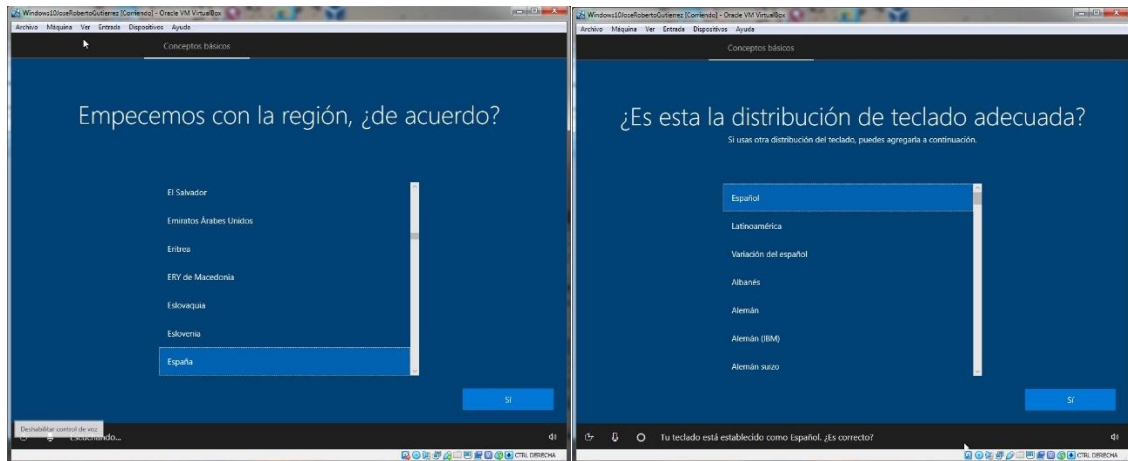 Windows10JoseRobertoGutierrez [Corriendo] - Oracle VM VirtualBox
Archivo Máquina Ver Entrada Dispositivos Ayuda
Conceptos básicos
Empecemos con la región, ¿de acuerdo?
El Salvador
Emiratos Árabes Unidos
Eritrea
ERY de Macedonia
Eslovaquia
Eslovenia
España
Sí
Deshabilitar control de voz
Escuchando...
CTRL DERECHA
Windows10JoseRobertoGutierrez [Corriendo] - Oracle VM VirtualBox
Archivo Máquina Ver Entrada Dispositivos Ayuda
Conceptos básicos
¿Es esta la distribución de teclado adecuada?
Si usas otra distribución del teclado, puedes agregarla a continuación.
Español
Latinoamérica
Variación del español
Albanés
Alemán
Alemán (IBM)
Alemán suizo
Sí
Tu teclado está establecido como Español. ¿Es correcto?
CTRL DERECHA